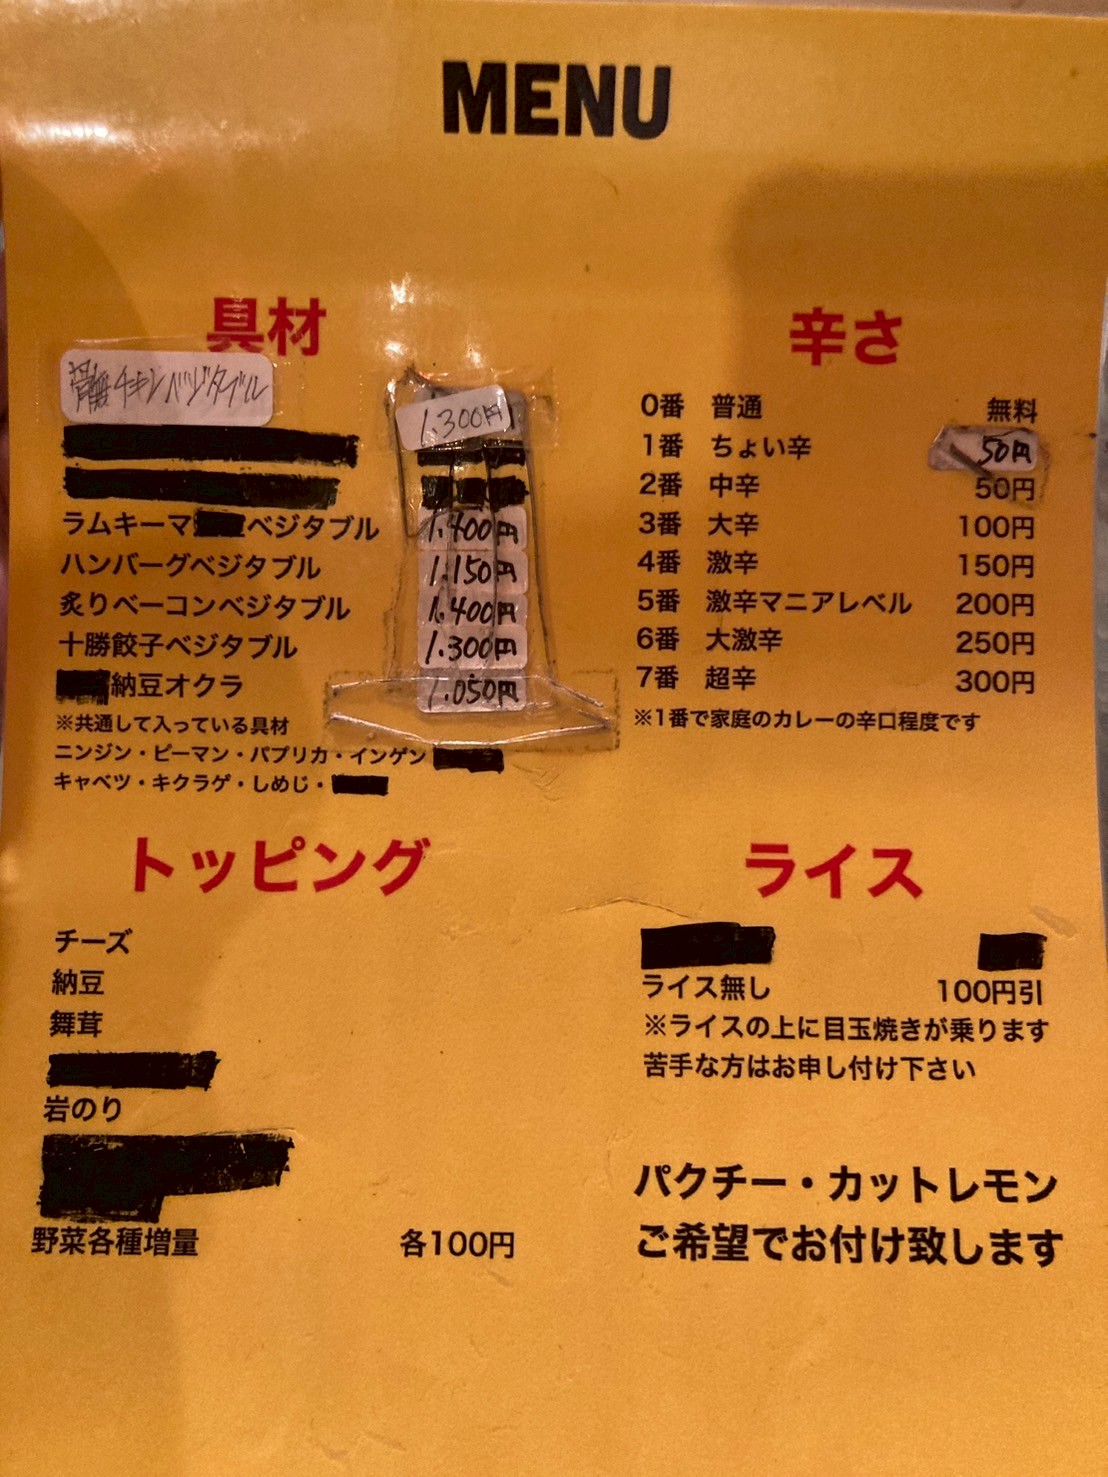 MENU
具材
骨無チキンベジタブル 1.300円
ラムキーマ ベジタブル 1.400円
ハンバーグベジタブル 1.150円
炙りベーコンベジタブル 1.400円
十勝餃子ベジタブル 1.300円
納豆オクラ 1.050円
※共通して入っている具材
ニンジン・ピーマン・パプリカ・インゲン
キャベツ・キクラゲ・しめじ・
辛さ
0番 普通 無料
1番 ちょい辛 50円
2番 中辛 50円
3番 大辛 100円
4番 激辛 150円
5番 激辛マニアレベル 200円
6番 大激辛 250円
7番 超辛 300円
※1番で家庭のカレーの辛口程度です
トッピング
チーズ
納豆
舞茸
岩のり
野菜各種増量 各100円
ライス
ライス無し 100円引
※ライスの上に目玉焼きが乗ります
苦手な方はお申し付け下さい
パクチー・カットレモン
ご希望でお付け致します